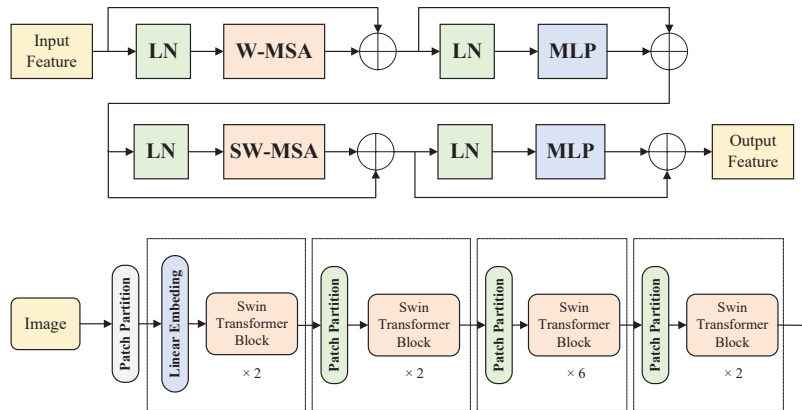 Input
Feature
LN
W-MSA
LN
MLP
LN
SW-MSA
LN
MLP
Output
Feature
Image
Patch Partition
Linear Embeding
Swin
Transformer
Block
× 2
Patch Partition
Swin
Transformer
Block
× 2
Patch Partition
Swin
Transformer
Block
× 6
Patch Partition
Swin
Transformer
Block
× 2